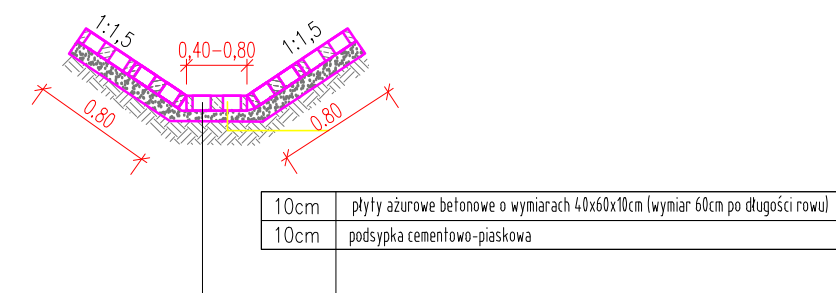 1:1,5
0,40-0,80
1:1,5
0.80
0.80
10cm płyty ażurowe betonowe o wymiarach 40x60x10cm (wymiar 60cm po długości rowu)
10cm podsypka cementowo-piaskowa